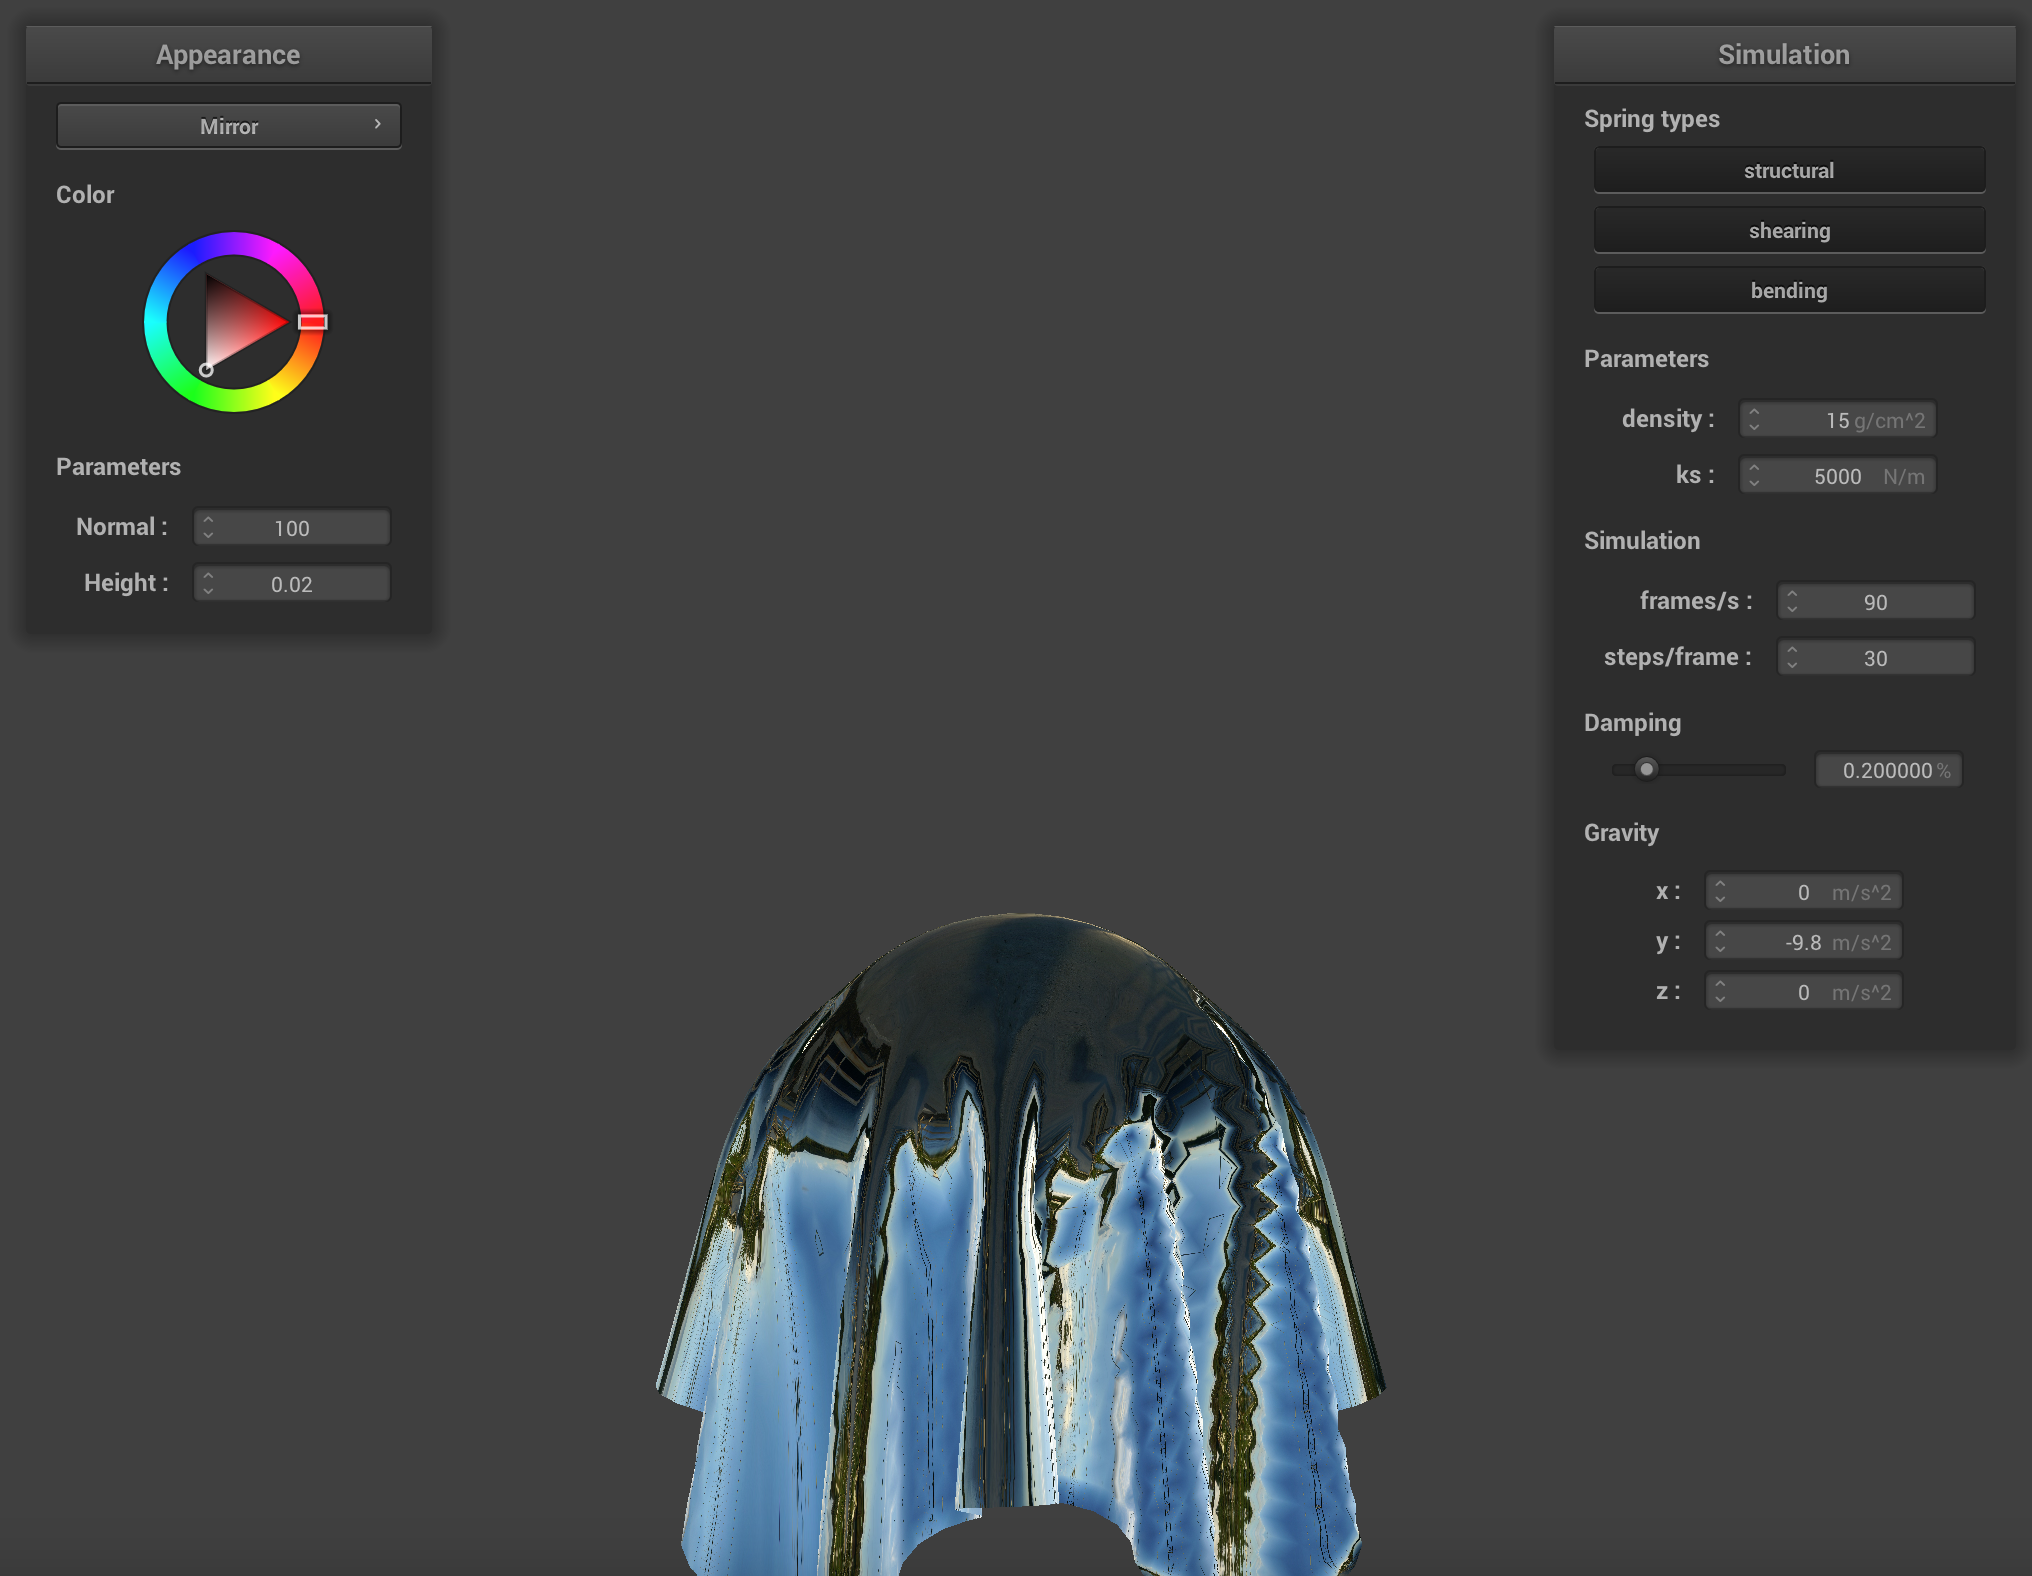 Appearance
Mirror
Color
Parameters
Normal : 100
Height : 0.02
Simulation
Spring types
structural
shearing
bending
Parameters
density : 15 g/cm^2
ks : 5000 N/m
Simulation
frames/s : 90
steps/frame : 30
Damping
0.200000 %
Gravity
x : 0 m/s^2
y : -9.8 m/s^2
z : 0 m/s^2